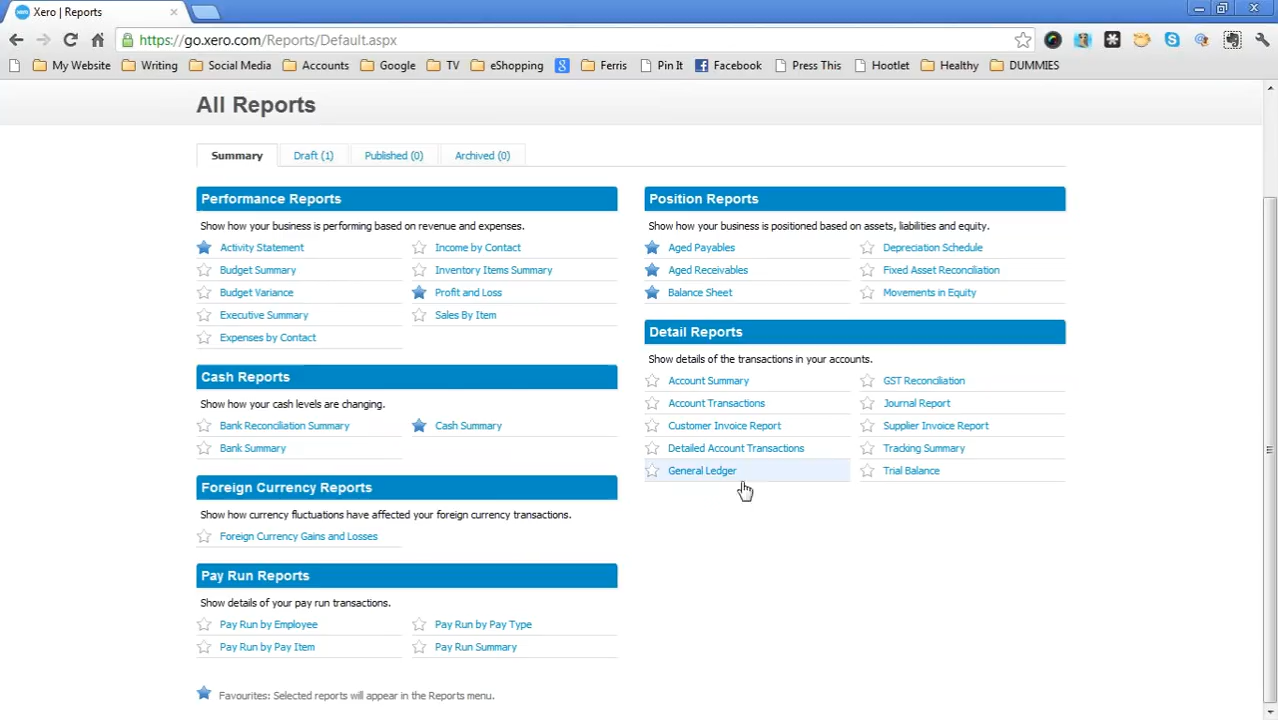 Xero | Reports
https://go.xero.com/Reports/Default.aspx
My Website Writing Social Media Accounts Google TV eShopping Ferris Pin It Facebook Press This Hootlet Healthy DUMMIES
All Reports
Summary Draft (1) Published (0) Archived (0)
Performance Reports
Show how your business is performing based on revenue and expenses.
Activity Statement Income by Contact
Budget Summary Inventory Items Summary
Budget Variance Profit and Loss
Executive Summary Sales By Item
Expenses by Contact
Cash Reports
Show how your cash levels are changing.
Bank Reconciliation Summary Cash Summary
Bank Summary
Foreign Currency Reports
Show how currency fluctuations have affected your foreign currency transactions.
Foreign Currency Gains and Losses
Pay Run Reports
Show details of your pay run transactions.
Pay Run by Employee Pay Run by Pay Type
Pay Run by Pay Item Pay Run Summary
Favourites: Selected reports will appear in the Reports menu.
Position Reports
Show how your business is positioned based on assets, liabilities and equity.
Aged Payables Depreciation Schedule
Aged Receivables Fixed Asset Reconciliation
Balance Sheet Movements in Equity
Detail Reports
Show details of the transactions in your accounts.
Account Summary GST Reconciliation
Account Transactions Journal Report
Customer Invoice Report Supplier Invoice Report
Detailed Account Transactions Tracking Summary
General Ledger Trial Balance